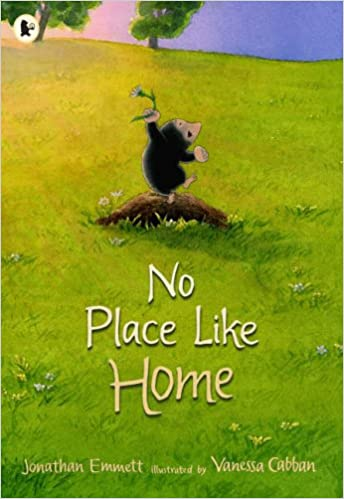 No
Place Like
Home
Jonathan Emmett illustrated by Vanessa Cabban